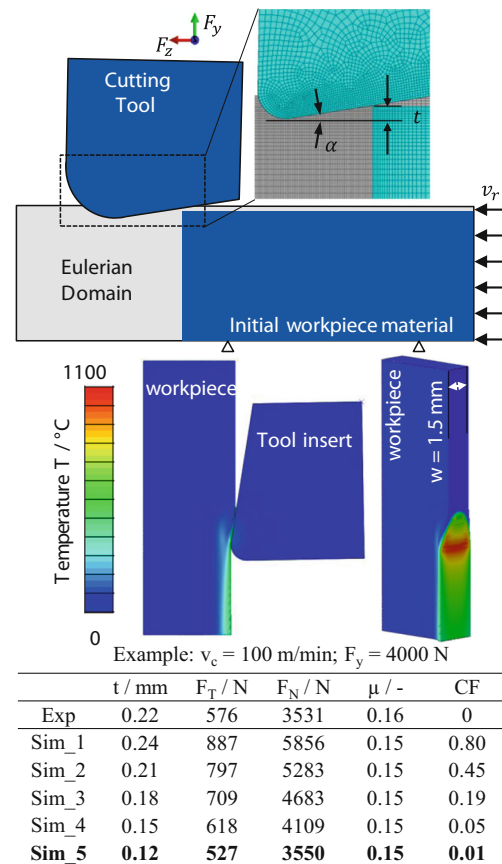 F_y
F_z
Cutting
Tool
t
α
v_r
Eulerian
Domain
Initial workpiece material
1100
Temperature T / °C
0
workpiece
Tool insert
workpiece
w = 1.5 mm
Example: v_c = 100 m/min; F_y = 4000 N
t / mm F_T / N F_N / N μ / - CF
Exp 0.22 576 3531 0.16 0
Sim_1 0.24 887 5856 0.15 0.80
Sim_2 0.21 797 5283 0.15 0.45
Sim_3 0.18 709 4683 0.15 0.19
Sim_4 0.15 618 4109 0.15 0.05
Sim_5 0.12 527 3550 0.15 0.01